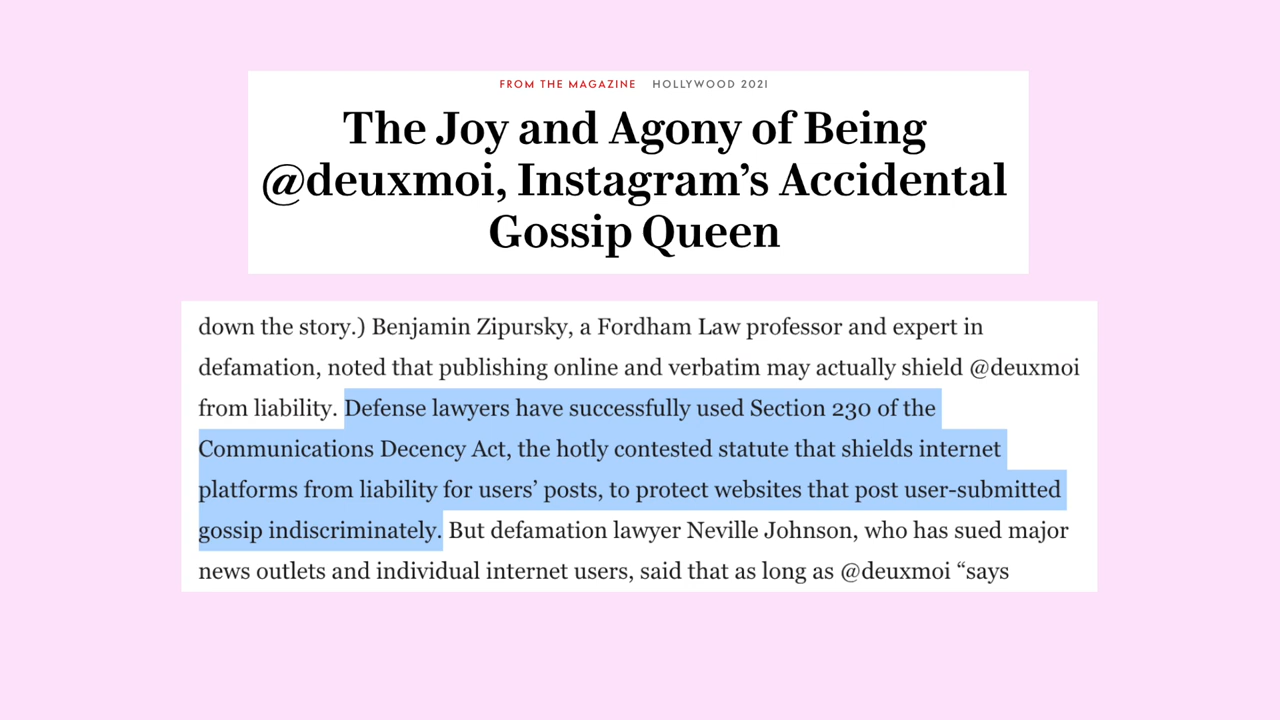 FROM THE MAGAZINE HOLLYWOOD 2021
The Joy and Agony of Being
@deuxmoi, Instagram’s Accidental
Gossip Queen
down the story.) Benjamin Zipursky, a Fordham Law professor and expert in
defamation, noted that publishing online and verbatim may actually shield @deuxmoi
from liability. Defense lawyers have successfully used Section 230 of the
Communications Decency Act, the hotly contested statute that shields internet
platforms from liability for users’ posts, to protect websites that post user-submitted
gossip indiscriminately. But defamation lawyer Neville Johnson, who has sued major
news outlets and individual internet users, said that as long as @deuxmoi “says